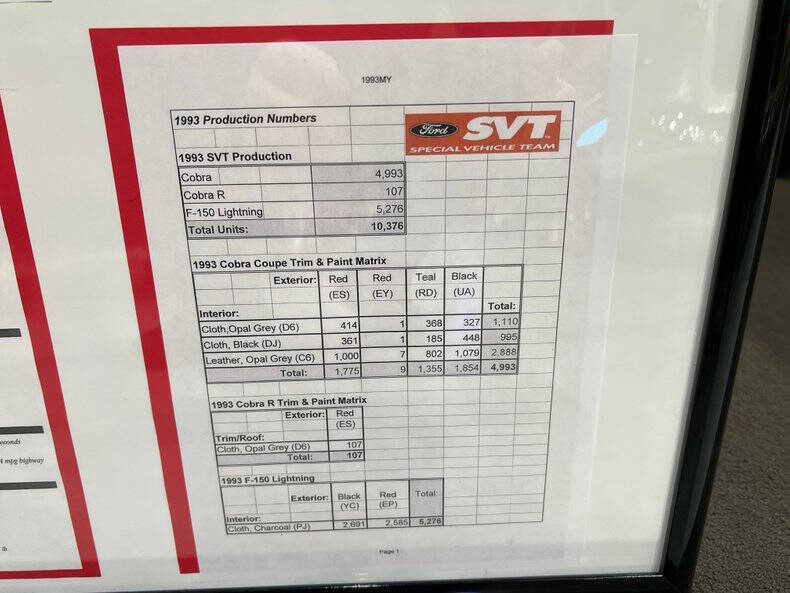 1993MY
1993 Production Numbers
Ford SVT™
SPECIAL VEHICLE TEAM
1993 SVT Production
Cobra 4,993
Cobra R 107
F-150 Lightning 5,276
Total Units: 10,376
1993 Cobra Coupe Trim & Paint Matrix
Exterior: Red Red Teal Black
(ES) (EY) (RD) (UA)
Interior: Total:
Cloth,Opal Grey (D6) 414 1 368 327 1,110
Cloth, Black (DJ) 361 1 185 448 995
Leather, Opal Grey (C6) 1,000 7 802 1,079 2,888
Total: 1,775 9 1,355 1,854 4,993
1993 Cobra R Trim & Paint Matrix
Exterior: Red
(ES)
Trim/Roof:
Cloth, Opal Grey (D6) 107
Total: 107
1993 F-150 Lightning
Exterior: Black Red Total:
(YC) (EP)
Interior:
Cloth, Charcoal (PJ) 2,691 2,585 5,276
Page 1
econds
mpg highway
lb.